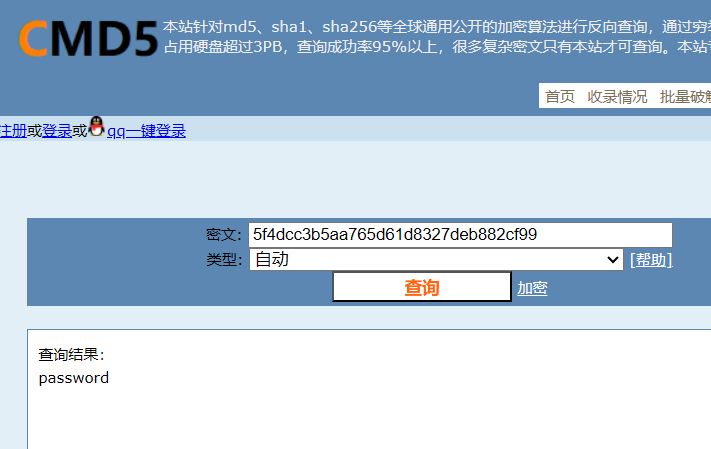 CMD5
本站针对md5、sha1、sha256等全球通用公开的加密算法进行反向查询，通过穷
占用硬盘超过3PB，查询成功率95%以上，很多复杂密文只有本站才可查询。本站
首页 收录情况 批量破
注册或登录或qq一键登录
密文: 5f4dcc3b5aa765d61d8327deb882cf99
类型: 自动 [帮助]
查询 加密
查询结果:
password